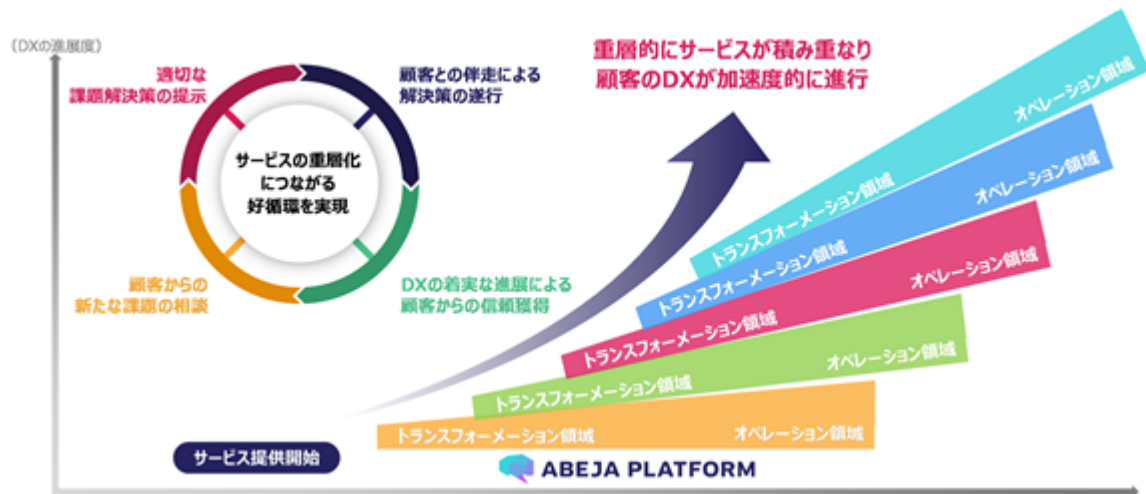 （DXの進展度）
適切な
課題解決策の提示
顧客との伴走による
解決策の遂行
サービスの重層化
につながる
好循環を実現
顧客からの
新たな課題の相談
DXの着実な進展による
顧客からの信頼獲得
重層的にサービスが積み重なり
顧客のDXが加速度的に進行
トランスフォーメーション領域
オペレーション領域
トランスフォーメーション領域
オペレーション領域
トランスフォーメーション領域
オペレーション領域
トランスフォーメーション領域
オペレーション領域
トランスフォーメーション領域
オペレーション領域
サービス提供開始
ABEJA PLATFORM